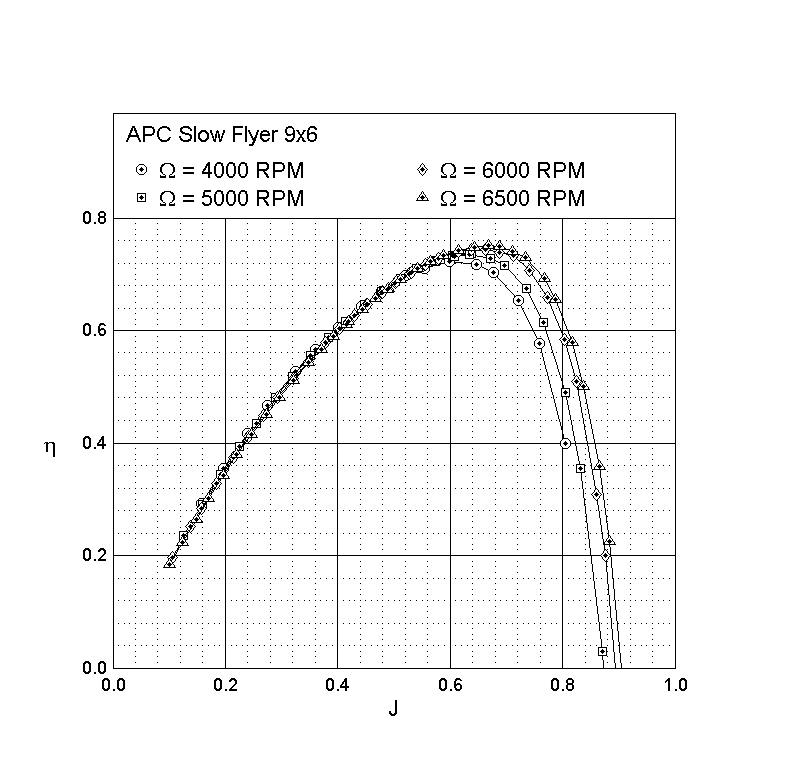 APC Slow Flyer 9x6
Ω = 4000 RPM
Ω = 6000 RPM
Ω = 5000 RPM
Ω = 6500 RPM
0.8
0.6
0.4
η
0.2
0.0
0.0 0.2 0.4 0.6 0.8 1.0
J